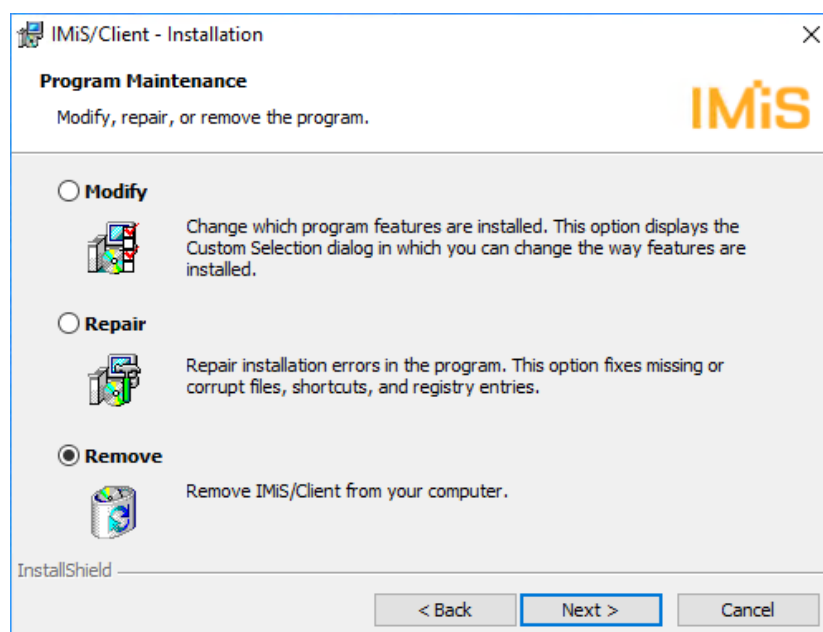 IMiS/Client - Installation
Program Maintenance
Modify, repair, or remove the program.
IMiS
Modify
Change which program features are installed. This option displays the
Custom Selection dialog in which you can change the way features are
installed.
Repair
Repair installation errors in the program. This option fixes missing or
corrupt files, shortcuts, and registry entries.
Remove
Remove IMiS/Client from your computer.
InstallShield
< Back Next > Cancel